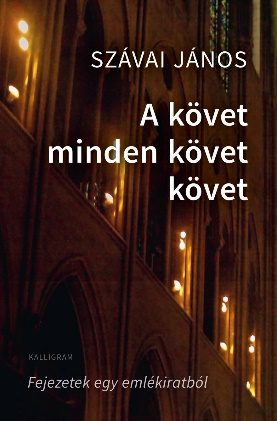 SZÁVAI JÁNOS
A követ
minden követ
követ
KALLIGRAM
Fejezetek egy emlékiratból